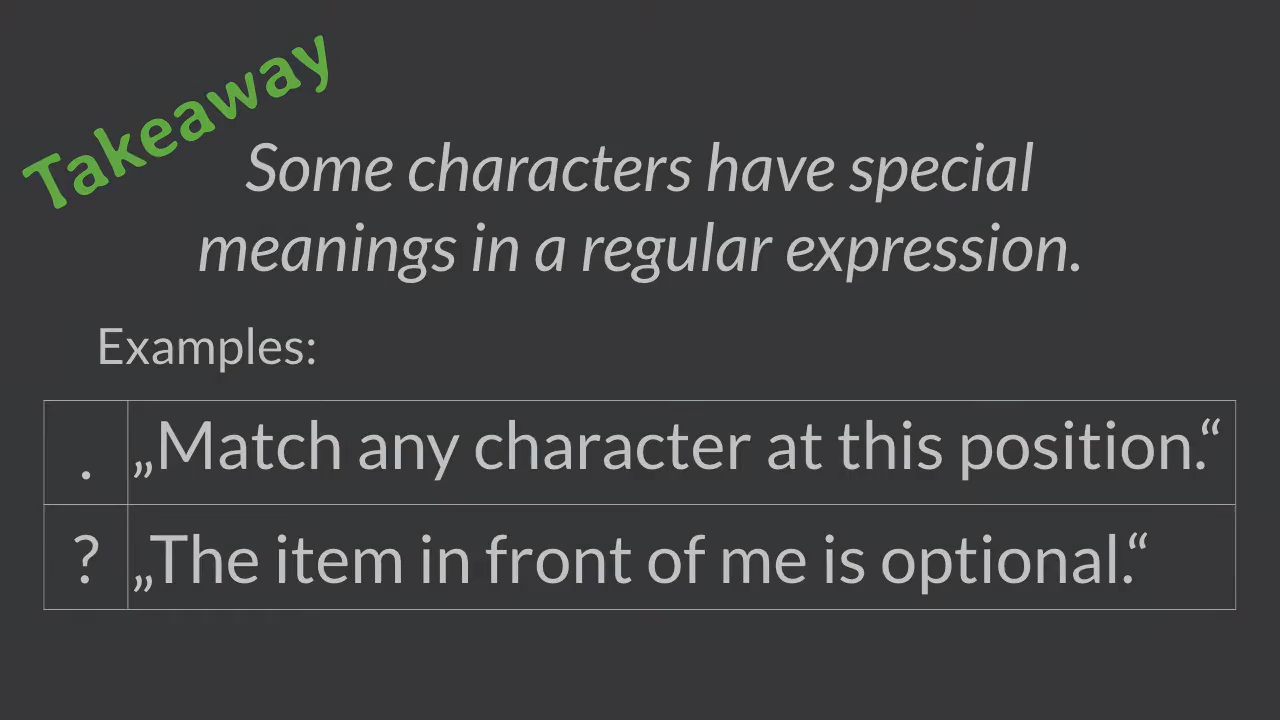 Takeaway
Some characters have special
meanings in a regular expression.
Examples:
. „Match any character at this position.“
? „The item in front of me is optional.“